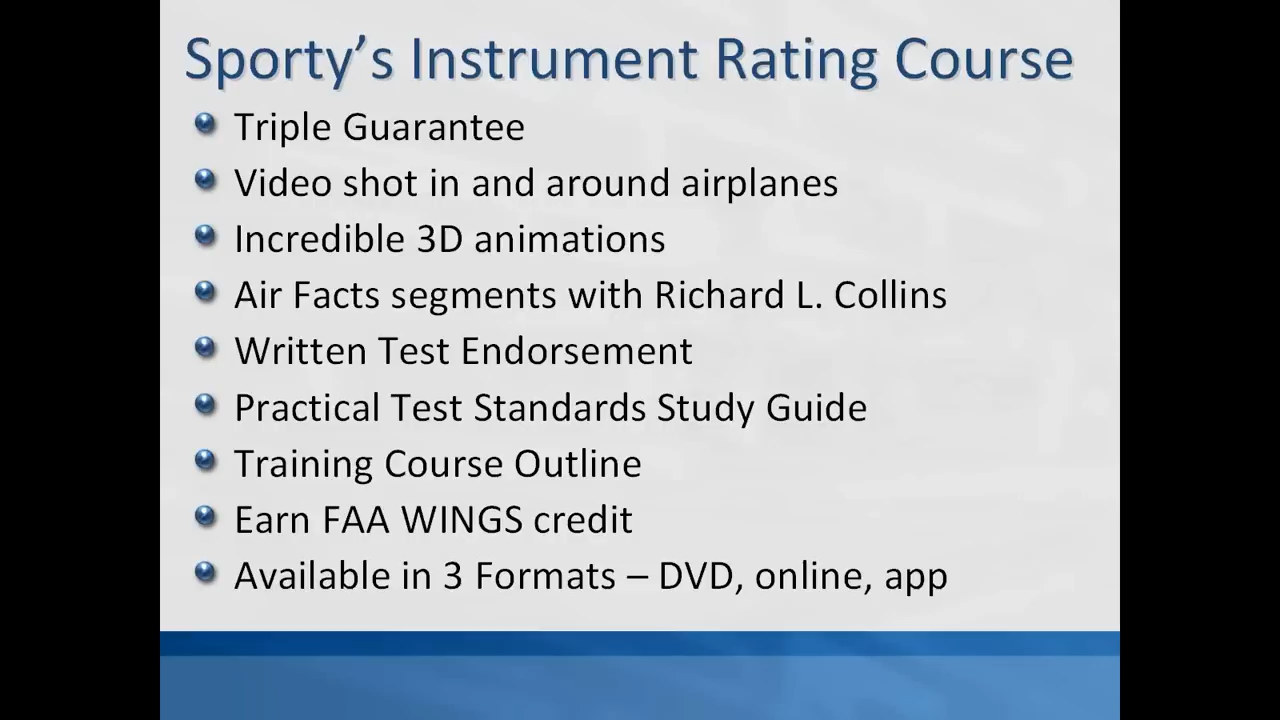 Sporty’s Instrument Rating Course
Triple Guarantee
Video shot in and around airplanes
Incredible 3D animations
Air Facts segments with Richard L. Collins
Written Test Endorsement
Practical Test Standards Study Guide
Training Course Outline
Earn FAA WINGS credit
Available in 3 Formats – DVD, online, app